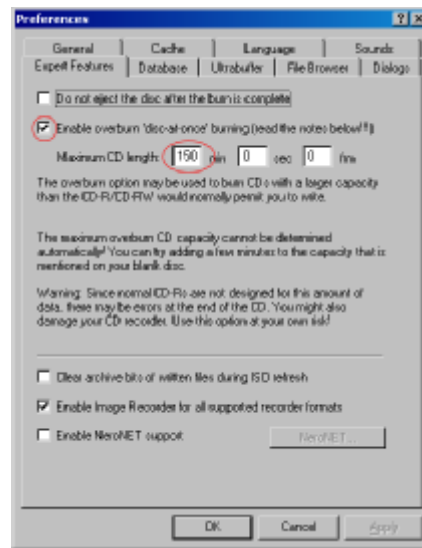 Preferences
General Cache Language Sounds
Expert Features Database Ultrabuffer File Browser Dialogs
Do not eject the disc after the burn is complete
Enable overburn 'disc-at-once' burning (read the notes below!!!)
Maximum CD length: 160 min 0 sec 0 frm
The overburn option may be used to burn CDs with a larger capacity
than the CD-R/CD-RW would normally permit you to write.
The maximum overburn CD capacity cannot be determined
automatically! You can try adding a few minutes to the capacity that is
mentioned on your blank disc.
Warning: Since normal CD-Rs are not designed for this amount of
data, there may be errors at the end of the CD. You might also
damage your CD recorder. Use this option at your own risk!
Clear archive bits of written files during ISO refresh
Enable Image Recorder for all supported recorder formats
Enable NeroNET support NeroNET ...
OK Cancel Apply